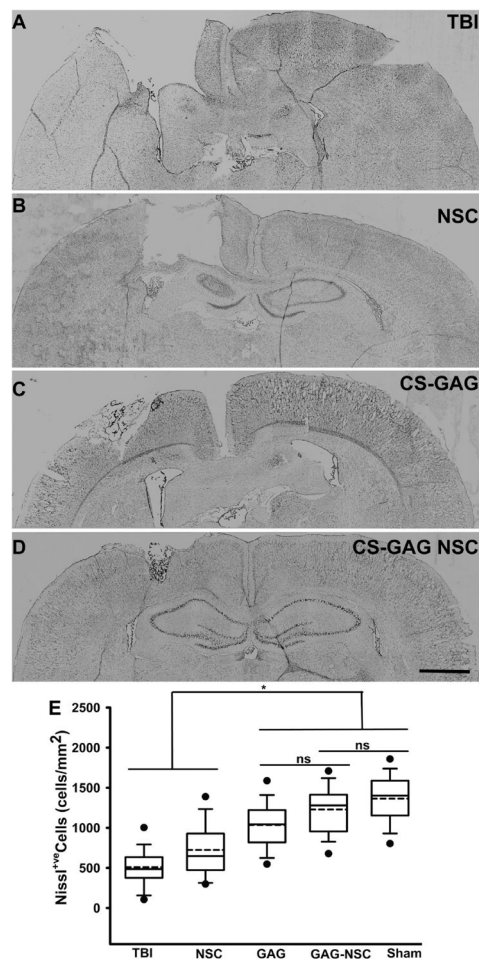 A TBI
B NSC
C CS-GAG
D CS-GAG NSC
E
*
ns
ns
2500
2000
1500
1000
500
0
Nissl+ve Cells (cells/mm2)
TBI NSC GAG GAG-NSC Sham